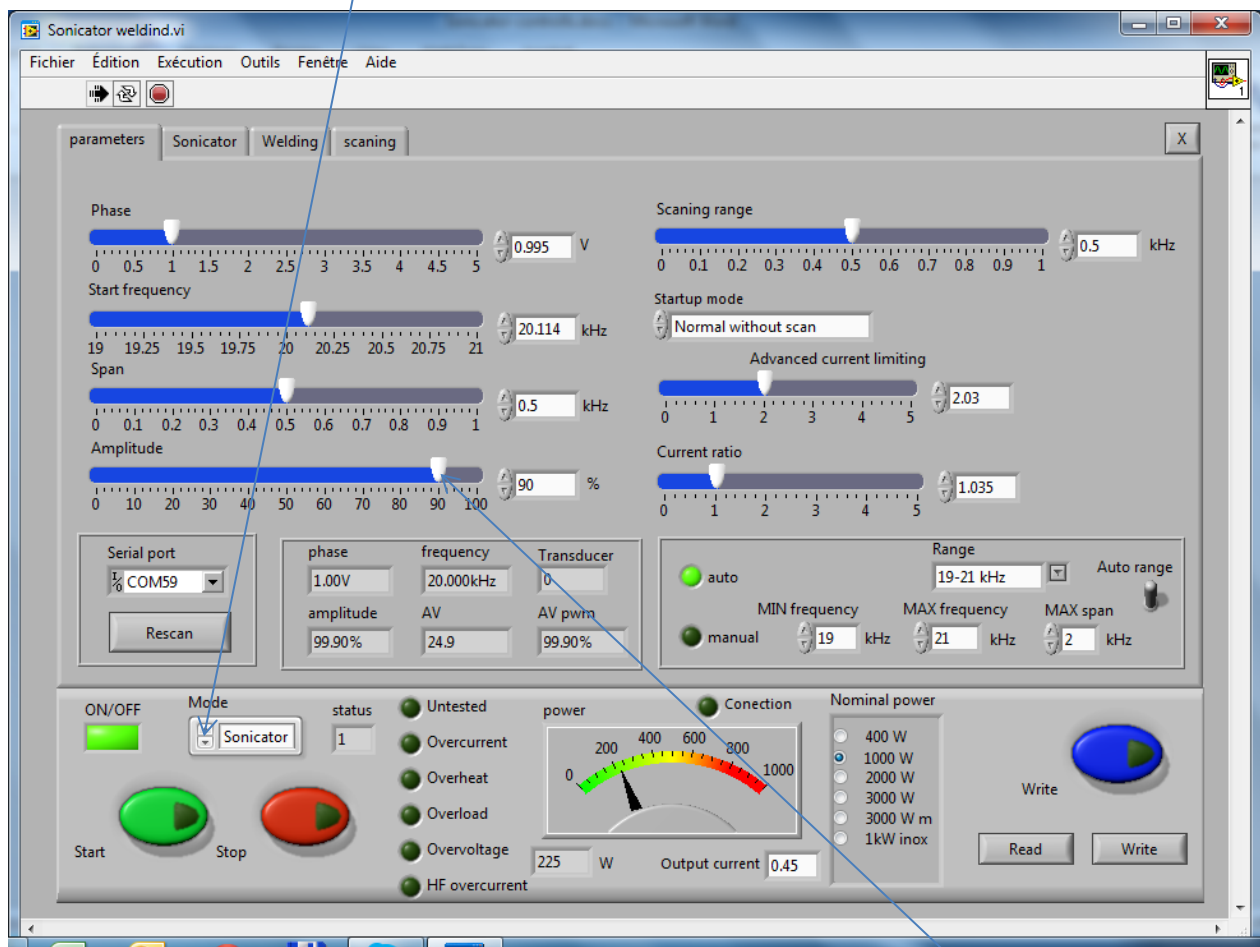 Sonicator weldind.vi
Fichier Édition Exécution Outils Fenêtre Aide
1
parameters Sonicator Welding scaning X
Phase
0.995 V
0 0.5 1 1.5 2 2.5 3 3.5 4 4.5 5
Scaning range
0.5 kHz
0 0.1 0.2 0.3 0.4 0.5 0.6 0.7 0.8 0.9 1
Start frequency
20.114 kHz
19 19.25 19.5 19.75 20 20.25 20.5 20.75 21
Startup mode
Normal without scan
Span
0.5 kHz
0 0.1 0.2 0.3 0.4 0.5 0.6 0.7 0.8 0.9 1
Advanced current limiting
2.03
0 1 2 3 4 5
Amplitude
90 %
0 10 20 30 40 50 60 70 80 90 100
Current ratio
1.035
0 1 2 3 4 5
Serial port
I/O COM59
Rescan
phase frequency Transducer
1.00V 20.000kHz 0
amplitude AV AV pwm
99.90% 24.9 99.90%
auto
manual
Range
19-21 kHz
Auto range
MIN frequency MAX frequency MAX span
19 kHz 21 kHz 2 kHz
ON/OFF
Mode
Sonicator
status
1
Start Stop
Untested
Overcurrent
Overheat
Overload
Overvoltage
HF overcurrent
power
0 200 400 600 800 1000
225 W
Conection
Output current 0.45
Nominal power
400 W
1000 W
2000 W
3000 W
3000 W m
1kW inox
Write
Read Write